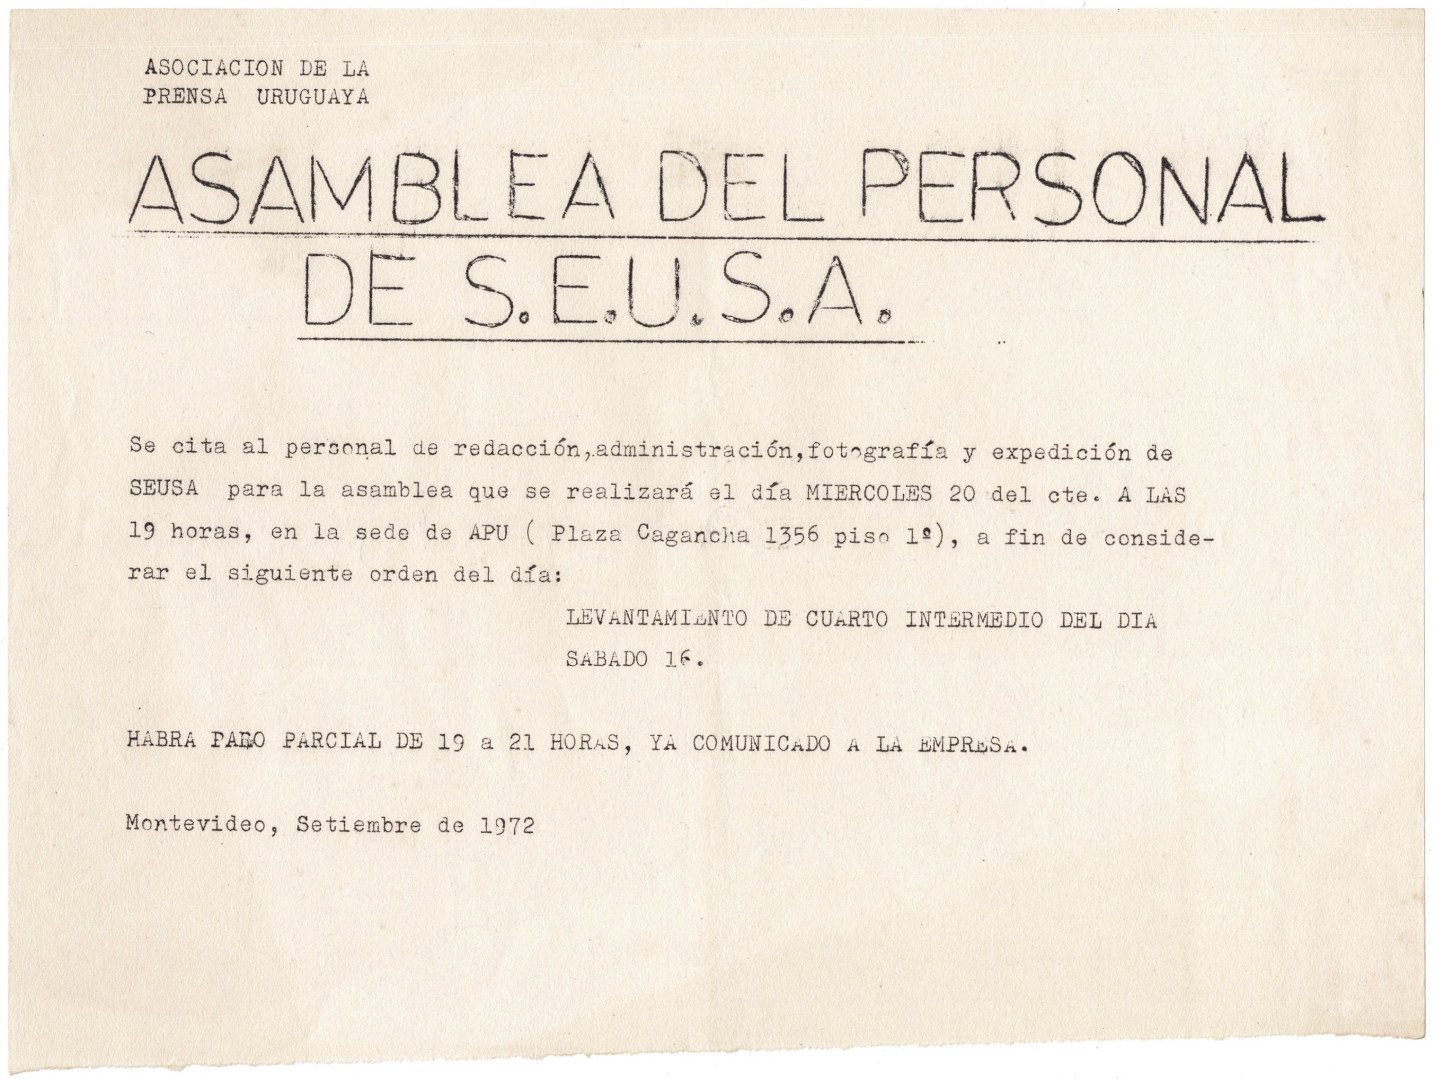 ASOCIACION DE LA
PRENSA URUGUAYA
ASAMBLEA DEL PERSONAL
DE S.E.U.S.A.
Se cita al personal de redacción,.administración,fotografía y expedición de
SEUSA para la asamblea que se realizará el día MIERCOLES 20 del cte. A LAS
19 horas, en la sede de APU ( Plaza Cagancha 1356 piso 1º), a fin de conside-
rar el siguiente orden del día:
LEVANTAMIENTO DE CUARTO INTERMEDIO DEL DIA
SABADO 16.
HABRA PARO PARCIAL DE 19 a 21 HORAS, YA COMUNICADO A LA EMPRESA.
Montevideo, Setiembre de 1972